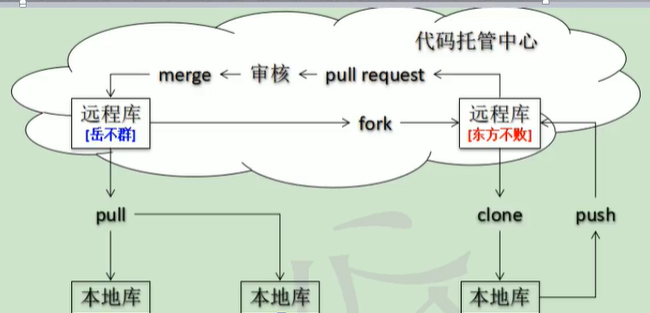 代码托管中心
merge 审核 pull request
远程库
[岳不群]
fork
远程库
[东方不败]
pull
clone
push
本地库
本地库
本地库